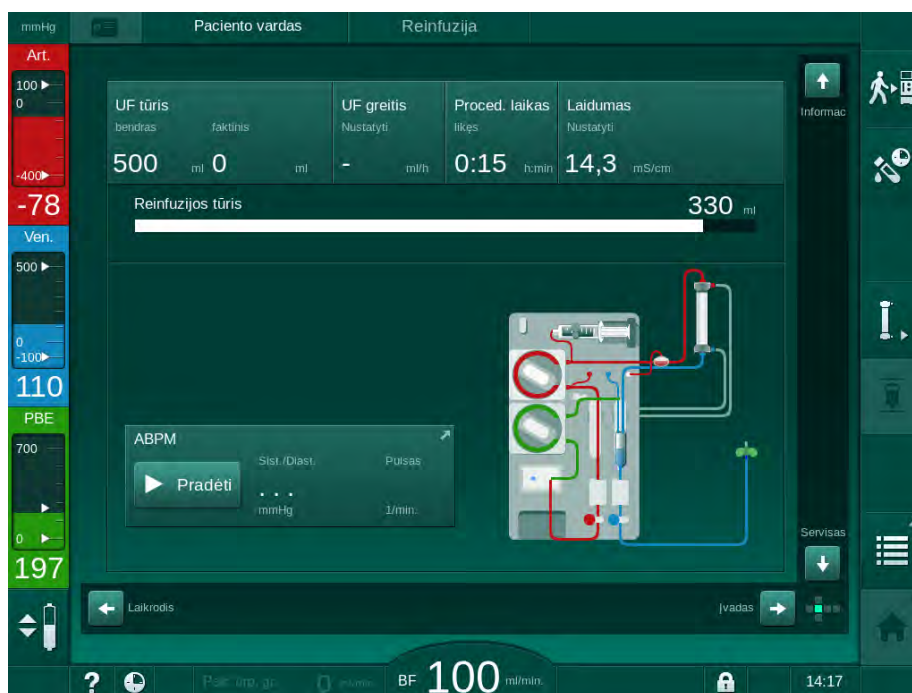 mmHg Paciento vardas Reinfuzija
Art.
100
0
-400
-78
Ven.
500
0
-100
110
PBE
700
0
197
Informac
UF tūris UF greitis Proced. laikas Laidumas
bendras faktinis Nustatyti likęs Nustatyti
500 ml 0 ml - ml/h 0:15 h:min 14,3 mS/cm
Reinfuzijos tūris 330 ml
ABPM
Sist./Diast. Pulsas
Pradėti . . .
mmHg 1/min.
Servisas
Laikrodis Įvadas
? BF 100 ml/min. 14:17